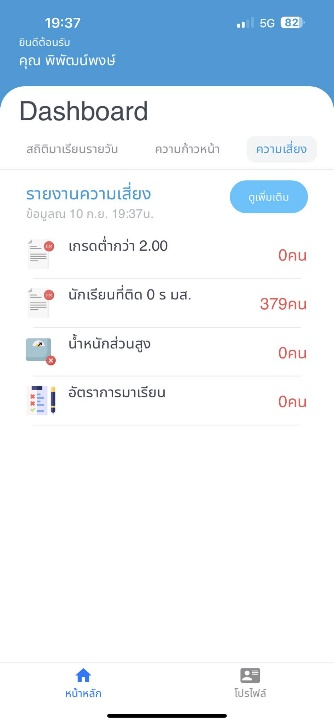 19:37
5G 82
ยินดีต้อนรับ
คุณ พิพัฒน์พงษ์
Dashboard
สถิติมาเรียนรายวัน ความก้าวหน้า ความเสี่ยง
รายงานความเสี่ยง
ดูเพิ่มเติม
ข้อมูลณ 10 ก.ย. 19:37น.
เกรดต่ำกว่า 2.00
0คน
นักเรียนที่ติด 0 ร มส.
379คน
น้ำหนักส่วนสูง
0คน
อัตราการมาเรียน
0คน
หน้าหลัก โปรไฟล์